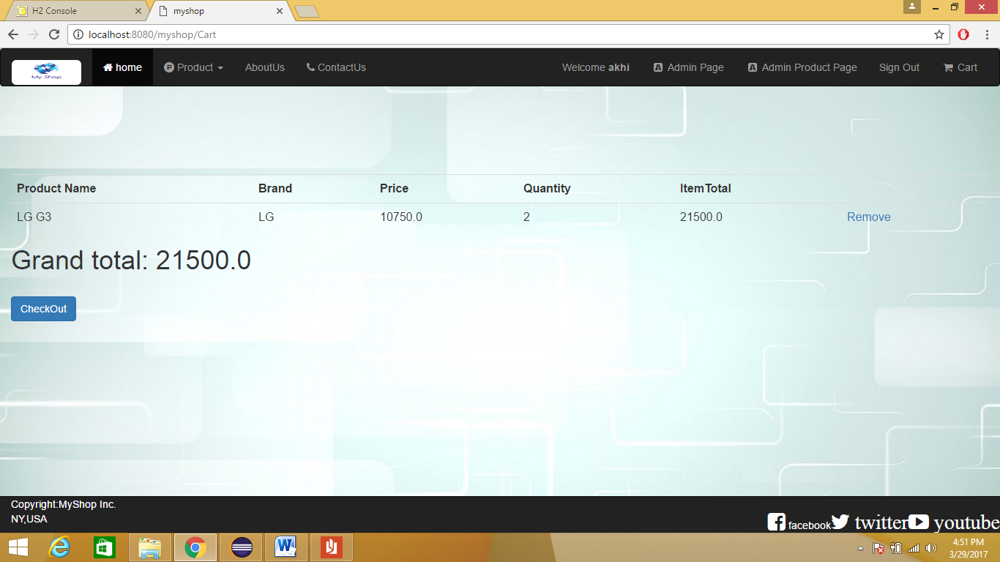 H2 Console
myshop
localhost:8080/myshop/Cart
My Shop
home
Product
AboutUs
ContactUs
Welcome akhi
A Admin Page
A Admin Product Page
Sign Out
Cart
Product Name Brand Price Quantity ItemTotal
LG G3 LG 10750.0 2 21500.0 Remove
Grand total: 21500.0
CheckOut
Copyright:MyShop Inc.
NY,USA
facebook twitter youtube
4:51 PM
3/29/2017